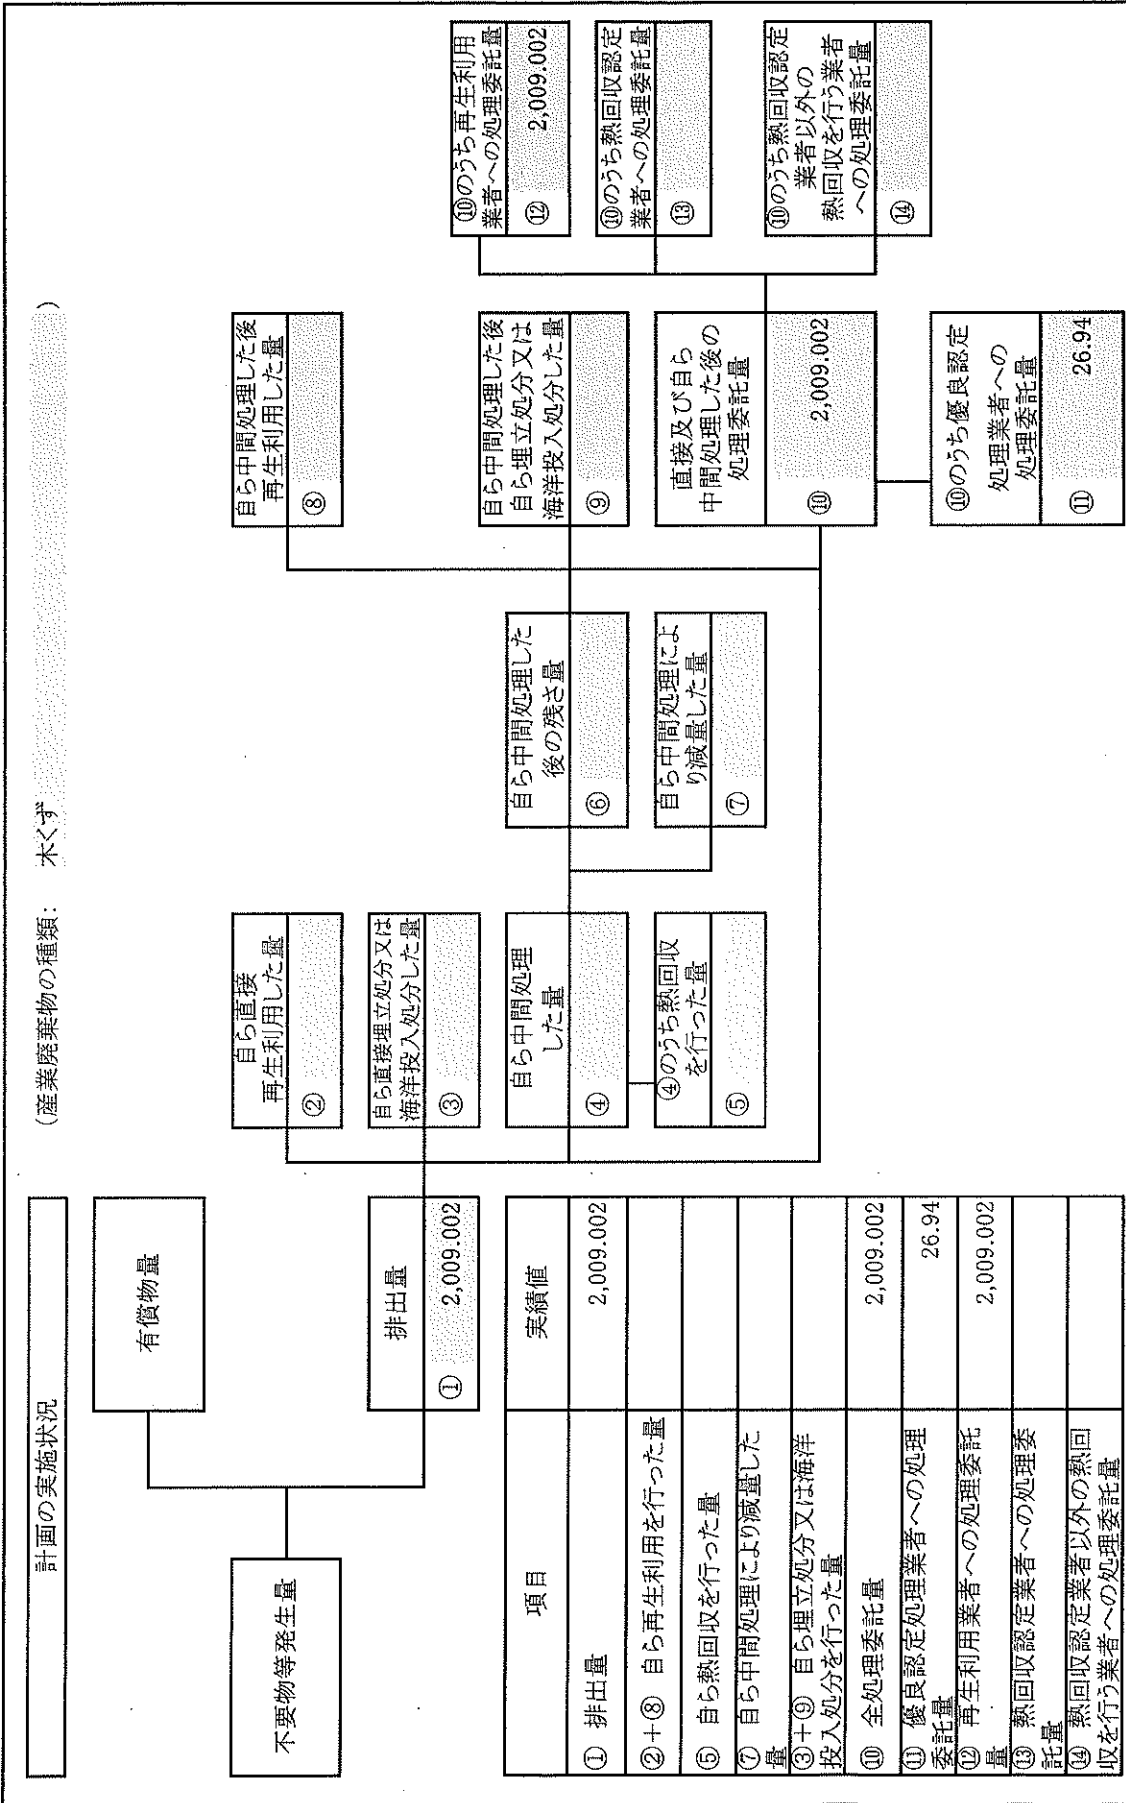 計画の実施状況
(産業廃棄物の種類： 木くず )
不要物等発生量
有償物量
排出量
① 2,009.002
自ら直接
再生利用した量
②
自ら直接埋立処分又は
海洋投入処分した量
③
自ら中間処理
した量
④
④のうち熱回収
を行った量
⑤
自ら中間処理した
後の残さ量
⑥
自ら中間処理によ
り減量した量
⑦
自ら中間処理した後
再生利用した量
⑧
自ら中間処理した後
自ら埋立処分又は
海洋投入処分した量
⑨
直接及び自ら
中間処理した後の
処理委託量
⑩ 2,009.002
⑩のうち優良認定
処理業者への
処理委託量
⑪ 26.94
⑩のうち再生利用
業者への処理委託量
⑫ 2,009.002
⑩のうち熱回収認定
業者への処理委託量
⑬
⑩のうち熱回収認定
業者以外の
熱回収を行う業者
への処理委託量
⑭
項目 実績値
① 排出量 2,009.002
②＋⑧ 自ら再生利用を行った量
⑤ 自ら熱回収を行った量
⑦ 自ら中間処理により減量した
量
③＋⑨ 自ら埋立処分又は海洋
投入処分を行った量
⑩ 全処理委託量 2,009.002
⑪ 優良認定処理業者への処理
委託量 26.94
⑫ 再生利用業者への処理委託
量 2,009.002
⑬ 熱回収認定業者への処理委
託量
⑭ 熱回収認定業者以外の熱回
収を行う業者への処理委託量